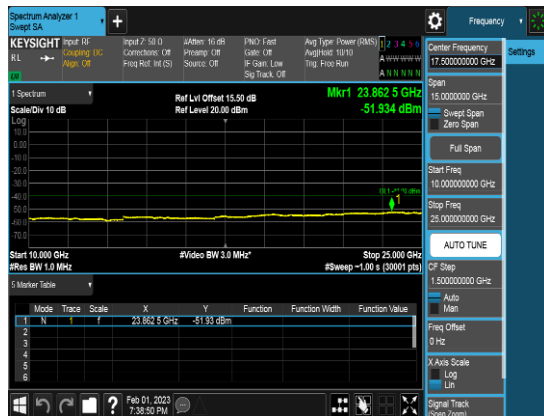 Spectrum Analyzer 1
Swept SA
Frequency
KEYSIGHT
RL
Input: RF
Coupling: DC
Align: Off
Input Z: 50 Ω
Corrections: Off
Freq Ref: Int (S)
#Atten: 16 dB
Preamp: Off
Source: Off
PNO: Fast
Gate: Off
IF Gain: Low
Sig Track: Off
Avg Type: Power (RMS)
Avg|Hold: 10/10
Trig: Free Run
1 2 3 4 5 6
A W W W W W
A N N N N N
1 Spectrum
Scale/Div 10 dB
Log
Ref Lvl Offset 15.50 dB
Ref Level 20.00 dBm
Mkr1 23.862 5 GHz
-51.934 dBm
10.0
0.00
-10.0
-20.0
-30.0
-40.0
-50.0
-60.0
-70.0
1
Start 10.000 GHz
#Res BW 1.0 MHz
#Video BW 3.0 MHz*
Stop 25.000 GHz
#Sweep ~1.00 s (30001 pts)
5 Marker Table
Mode Trace Scale X Y Function Function Width Function Value
1 N 1 f 23.862 5 GHz -51.93 dBm
2
3
4
5
6
Feb 01, 2023
7:38:50 PM
Center Frequency
17.500000000 GHz
Settings
Span
15.0000000 GHz
Swept Span
Zero Span
Full Span
Start Freq
10.000000000 GHz
Stop Freq
25.000000000 GHz
AUTO TUNE
CF Step
1.500000000 GHz
Auto
Man
Freq Offset
0 Hz
X Axis Scale
Log
Lin
Signal Track
(Span Zoom)